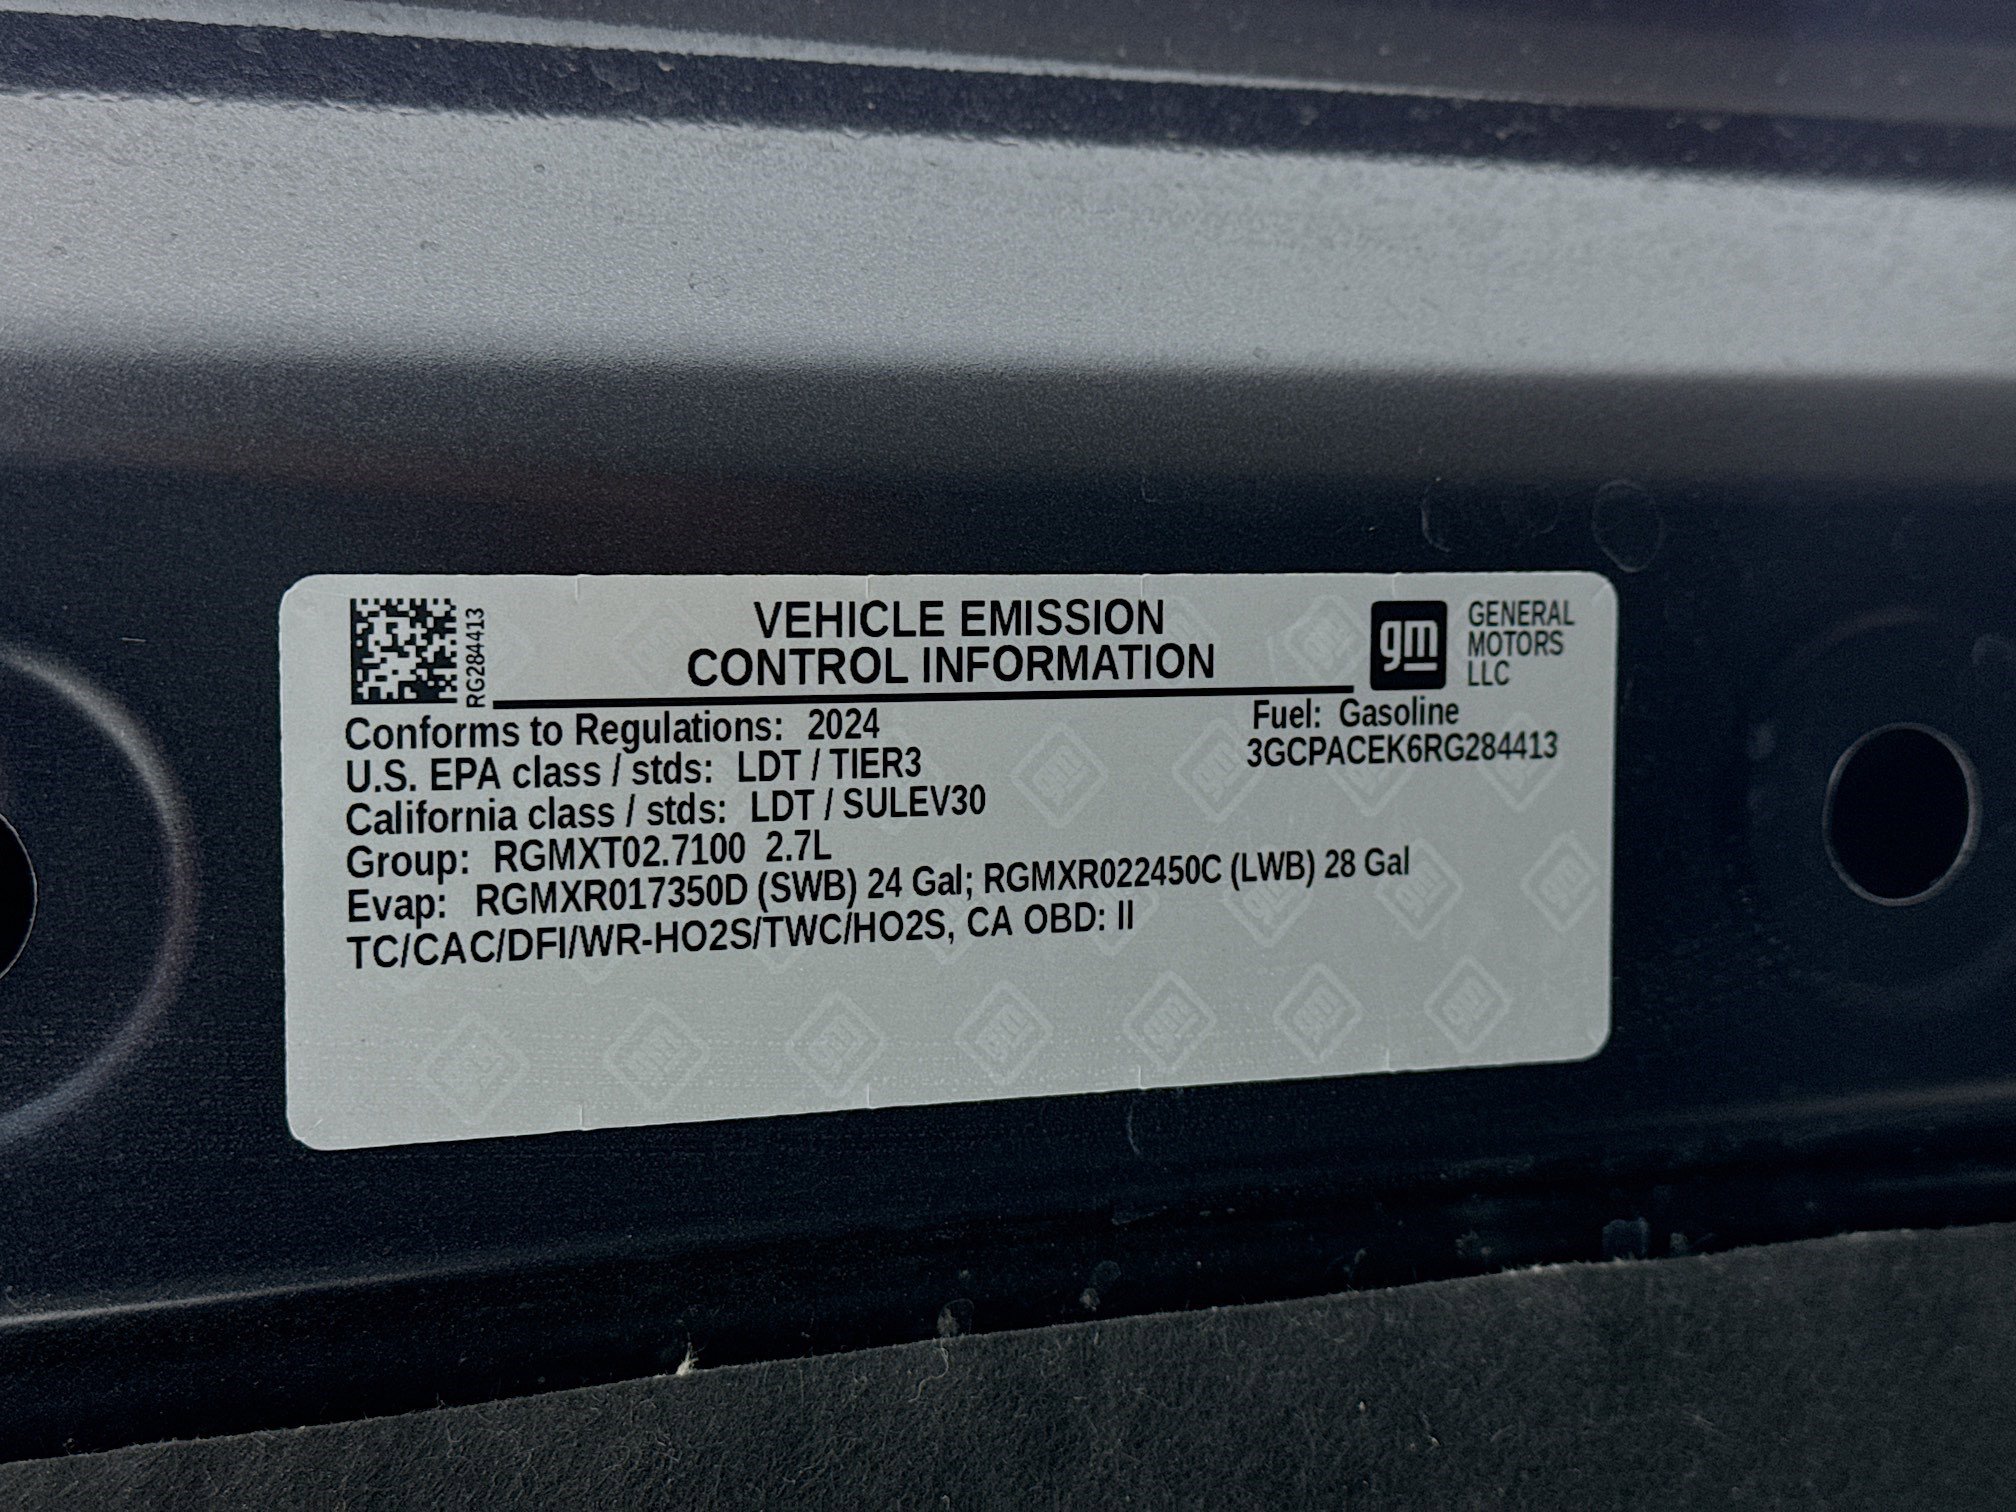 RG284413
VEHICLE EMISSION
CONTROL INFORMATION
gm
GENERAL
MOTORS
LLC
Conforms to Regulations: 2024
Fuel: Gasoline
U.S. EPA class / stds: LDT / TIER3
3GCPACEK6RG284413
California class / stds: LDT / SULEV30
Group: RGMXT02.7100 2.7L
Evap: RGMXR017350D (SWB) 24 Gal; RGMXR022450C (LWB) 28 Gal
TC/CAC/DFI/WR-HO2S/TWC/HO2S, CA OBD: II